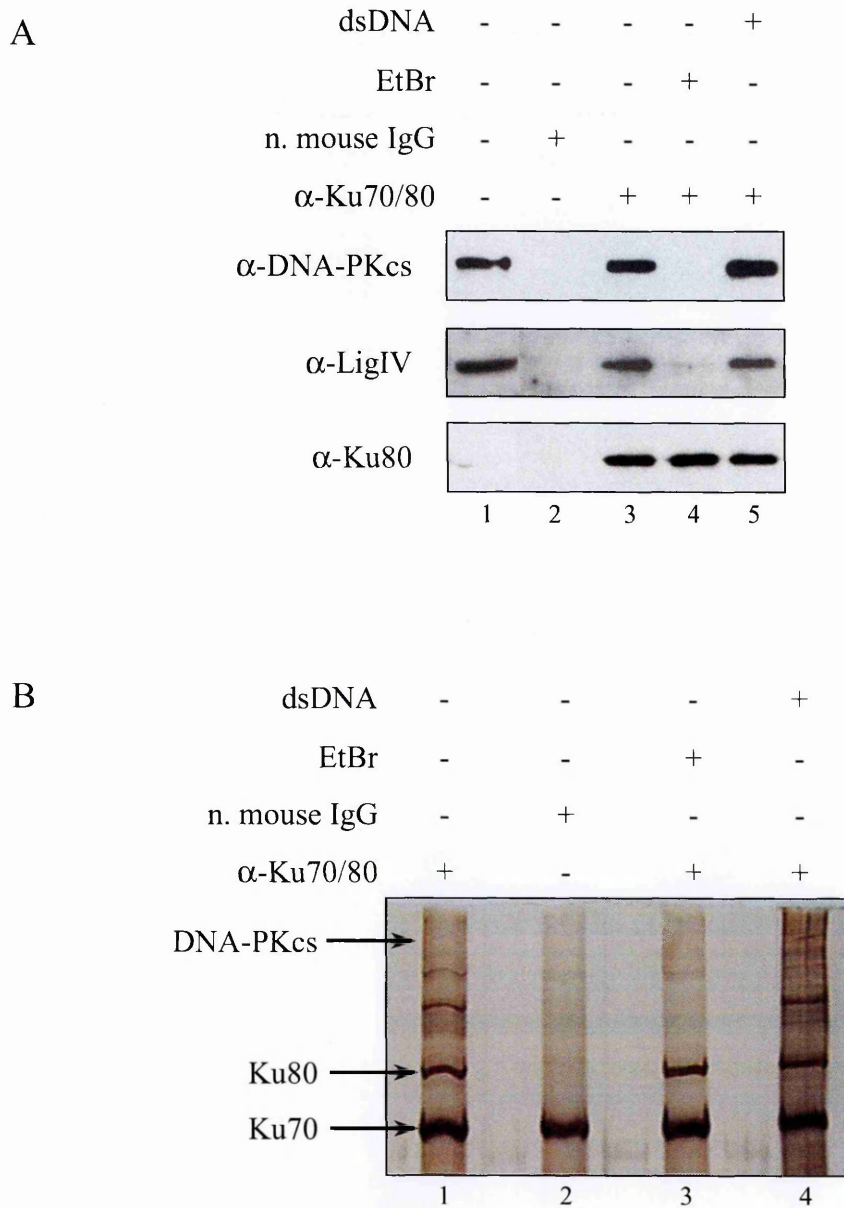 A
dsDNA - - - - +
EtBr - - - + -
n. mouse IgG - + - - -
α-Ku70/80 - - + + +
α-DNA-PKcs
α-LigIV
α-Ku80
1 2 3 4 5
B
dsDNA - - - +
EtBr - - + -
n. mouse IgG - + - -
α-Ku70/80 + - + +
DNA-PKcs
Ku80
Ku70
1 2 3 4